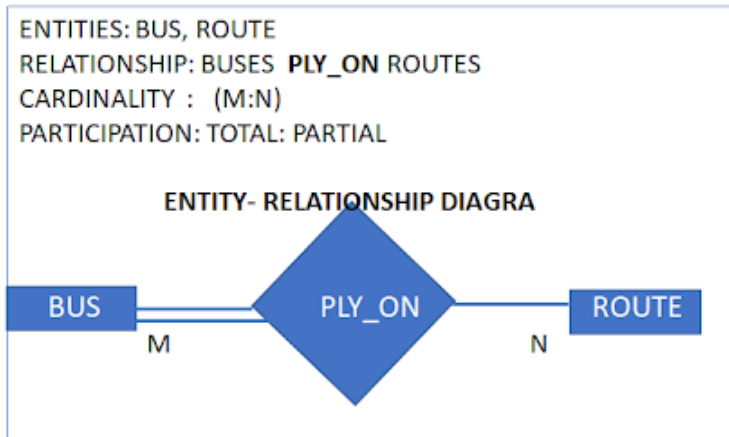 ENTITIES: BUS, ROUTE
RELATIONSHIP: BUSES PLY_ON ROUTES
CARDINALITY : (M:N)
PARTICIPATION: TOTAL: PARTIAL
ENTITY- RELATIONSHIP DIAGRA
BUS
PLY_ON
ROUTE
M
N